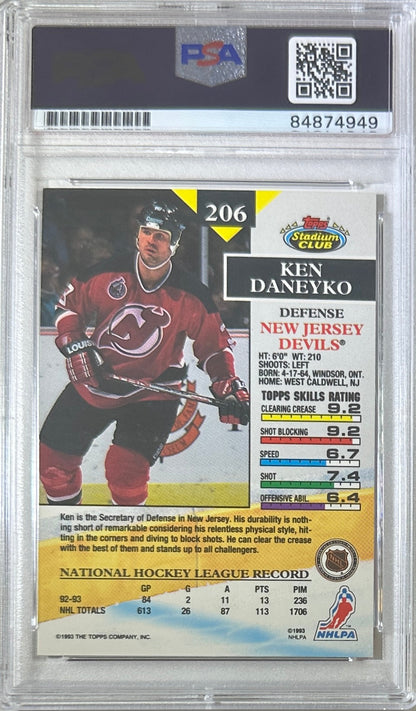 PSA
84874949
206
Topps
Stadium
CLUB
KEN
DANEYKO
DEFENSE
NEW JERSEY
DEVILS®
HT: 6'0" WT: 210
SHOOTS: LEFT
BORN: 4-17-64, WINDSOR, ONT.
HOME: WEST CALDWELL, NJ
TOPPS SKILLS RATING
CLEARING CREASE 9.2
SHOT BLOCKING 9.2
SPEED 6.7
SHOT 7.4
OFFENSIVE ABIL. 6.4
LOUISVILLE
Ken is the Secretary of Defense in New Jersey. His durability is noth-
ing short of remarkable considering his relentless physical style, hit-
ting in the corners and diving to block shots. He can clear the crease
with the best of them and stands up to all challengers.
NATIONAL HOCKEY LEAGUE RECORD
GP G A PTS PIM
92-93 84 2 11 13 236
NHL TOTALS 613 26 87 113 1706
©1993 THE TOPPS COMPANY, INC.
©1993
NHLPA
NHLPA